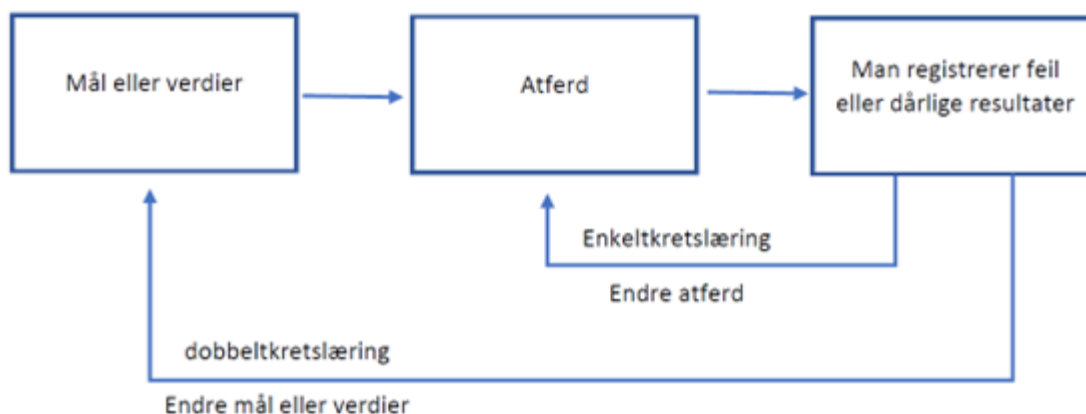 Mål eller verdier
Atferd
Man registrerer feil
eller dårlige resultater
Enkeltkretslæring
Endre atferd
dobbeltkretslæring
Endre mål eller verdier